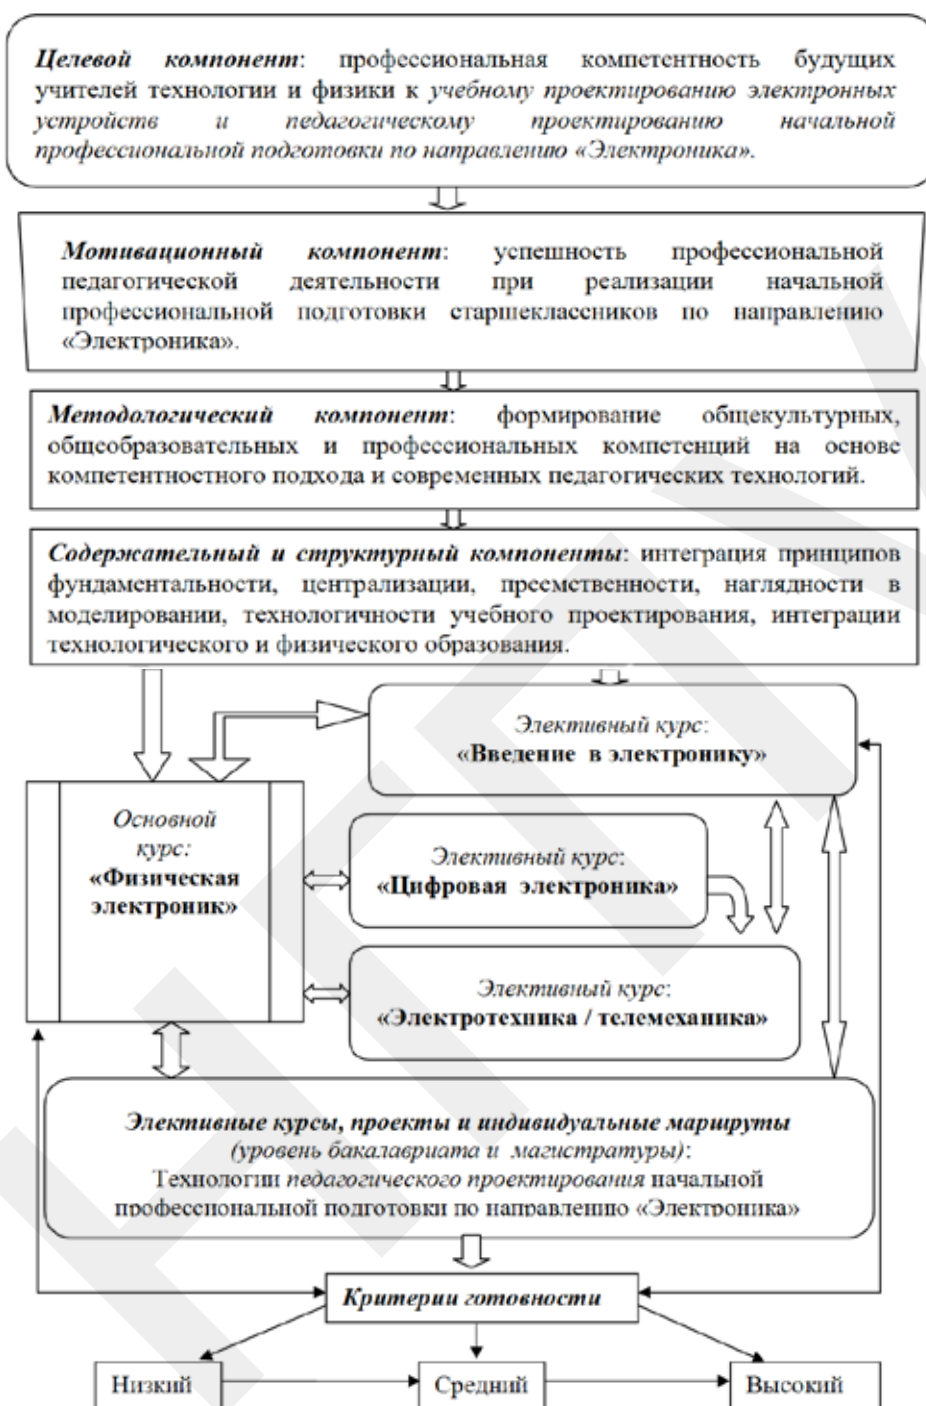 Целевой компонент: профессиональная компетентность будущих
учителей технологии и физики к учебному проектированию электронных
устройств и педагогическому проектированию начальной
профессиональной подготовки по направлению «Электроника».
Мотивационный компонент: успешность профессиональной
педагогической деятельности при реализации начальной
профессиональной подготовки старшеклассников по направлению
«Электроника».
Методологический компонент: формирование общекультурных,
общеобразовательных и профессиональных компетенций на основе
компетентностного подхода и современных педагогических технологий.
Содержательный и структурный компоненты: интеграция принципов
фундаментальности, централизации, преемственности, наглядности в
моделировании, технологичности учебного проектирования, интеграции
технологического и физического образования.
Элективный курс:
«Введение в электронику»
Основной
курс:
«Физическая
электроник»
Элективный курс:
«Цифровая электроника»
Элективный курс:
«Электротехника / телемеханика»
Элективные курсы, проекты и индивидуальные маршруты
(уровень бакалавриата и магистратуры):
Технологии педагогического проектирования начальной
профессиональной подготовки по направлению «Электроника»
Критерии готовности
Низкий
Средний
Высокий
НГПУ